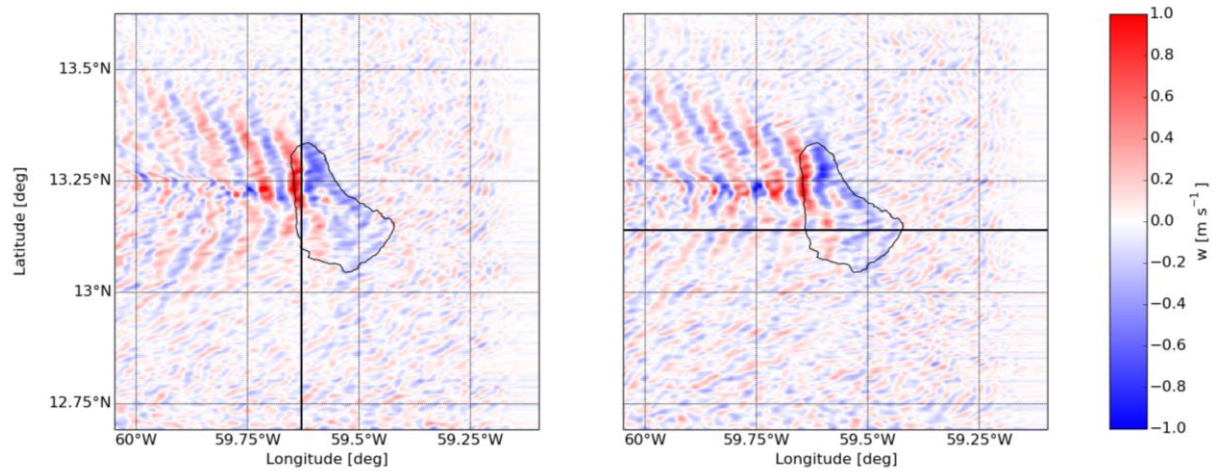 13.5°N
13.25°N
13°N
12.75°N
Latitude [deg]
60°W 59.75°W 59.5°W 59.25°W
Longitude [deg]
60°W 59.75°W 59.5°W 59.25°W
Longitude [deg]
1.0
0.8
0.6
0.4
0.2
0.0
−0.2
−0.4
−0.6
−0.8
−1.0
w [m s⁻¹]